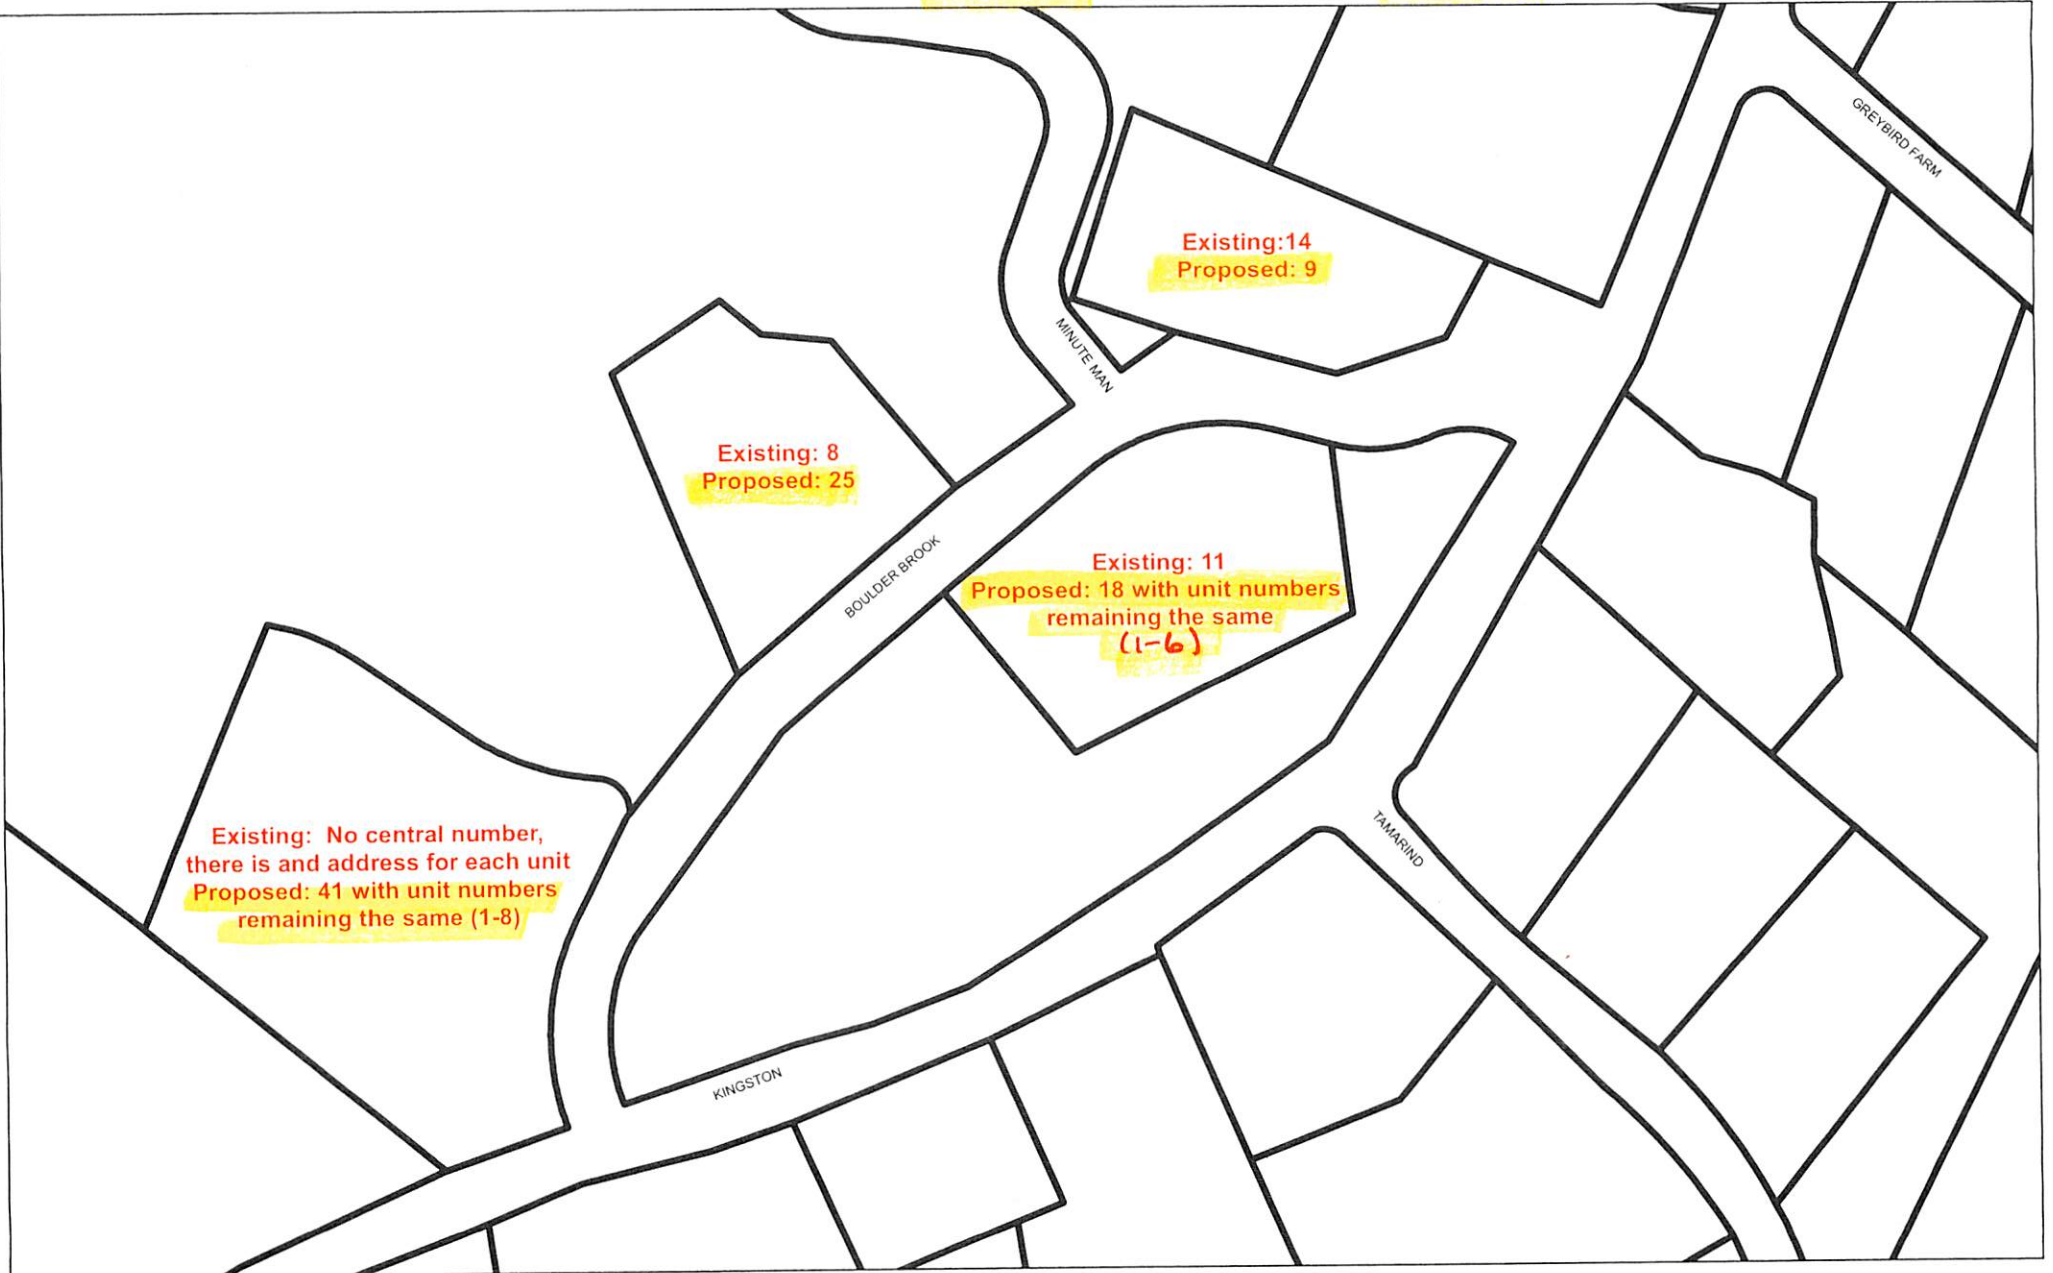 GREYBIRD FARM
Existing:14
Proposed: 9
MINUTE MAN
Existing: 8
Proposed: 25
BOULDER BROOK
Existing: 11
Proposed: 18 with unit numbers
remaining the same
(1-6)
TAMARIND
Existing: No central number,
there is and address for each unit
Proposed: 41 with unit numbers
remaining the same (1-8)
KINGSTON